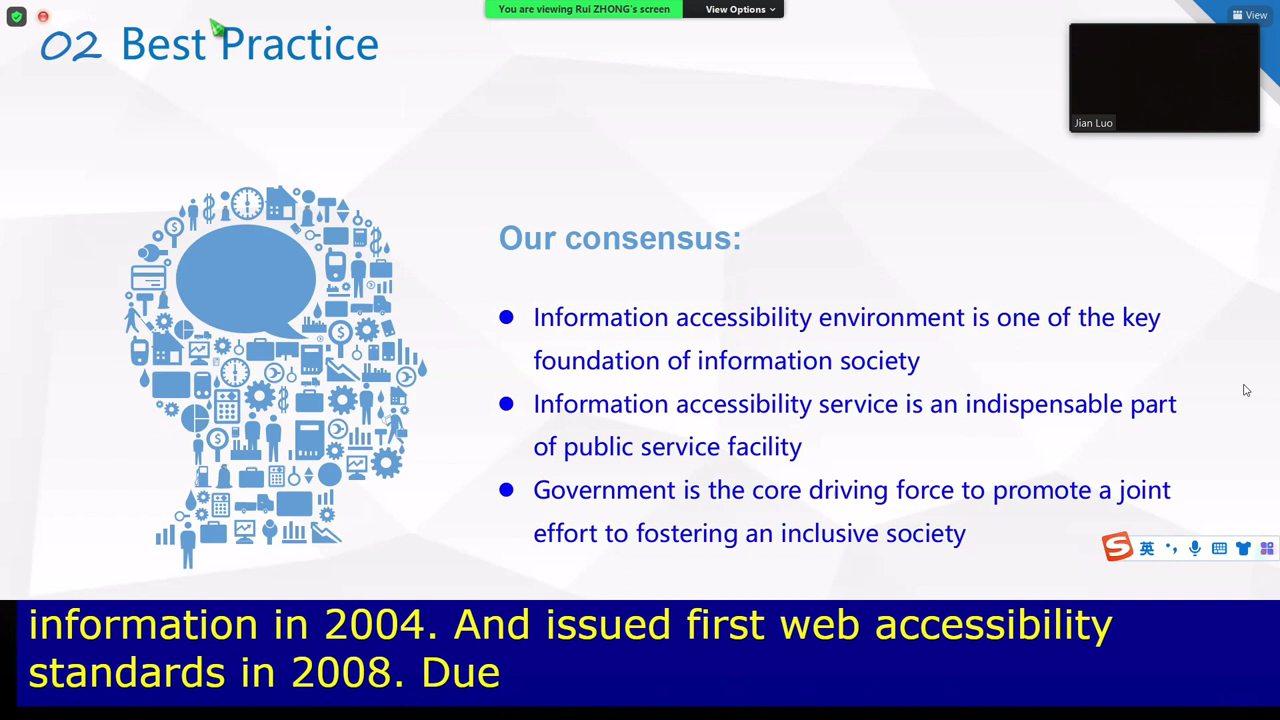 You are viewing Rui ZHONG's screen
View Options
View
02 Best Practice
Jian Luo
Our consensus:
Information accessibility environment is one of the key
foundation of information society
Information accessibility service is an indispensable part
of public service facility
Government is the core driving force to promote a joint
effort to fostering an inclusive society
英
information in 2004. And issued first web accessibility
standards in 2008. Due